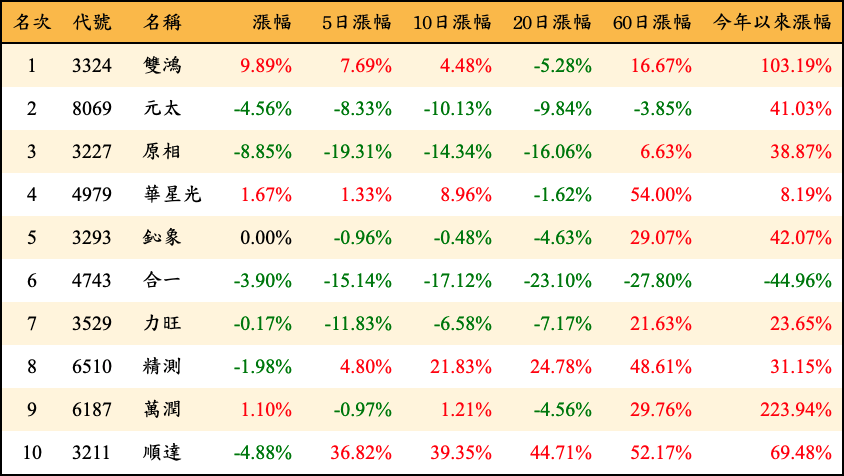 名次 代號 名稱 漲幅 5日漲幅 10日漲幅 20日漲幅 60日漲幅 今年以來漲幅
1 3324 雙鴻 9.89% 7.69% 4.48% -5.28% 16.67% 103.19%
2 8069 元太 -4.56% -8.33% -10.13% -9.84% -3.85% 41.03%
3 3227 原相 -8.85% -19.31% -14.34% -16.06% 6.63% 38.87%
4 4979 華星光 1.67% 1.33% 8.96% -1.62% 54.00% 8.19%
5 3293 鈊象 0.00% -0.96% -0.48% -4.63% 29.07% 42.07%
6 4743 合一 -3.90% -15.14% -17.12% -23.10% -27.80% -44.96%
7 3529 力旺 -0.17% -11.83% -6.58% -7.17% 21.63% 23.65%
8 6510 精測 -1.98% 4.80% 21.83% 24.78% 48.61% 31.15%
9 6187 萬潤 1.10% -0.97% 1.21% -4.56% 29.76% 223.94%
10 3211 順達 -4.88% 36.82% 39.35% 44.71% 52.17% 69.48%